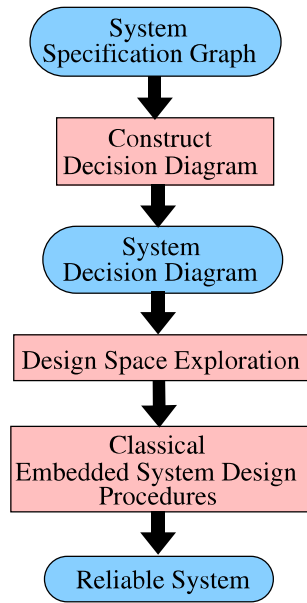 System
Specification Graph
Construct
Decision Diagram
System
Decision Diagram
Design Space Exploration
Classical
Embedded System Design
Procedures
Reliable System